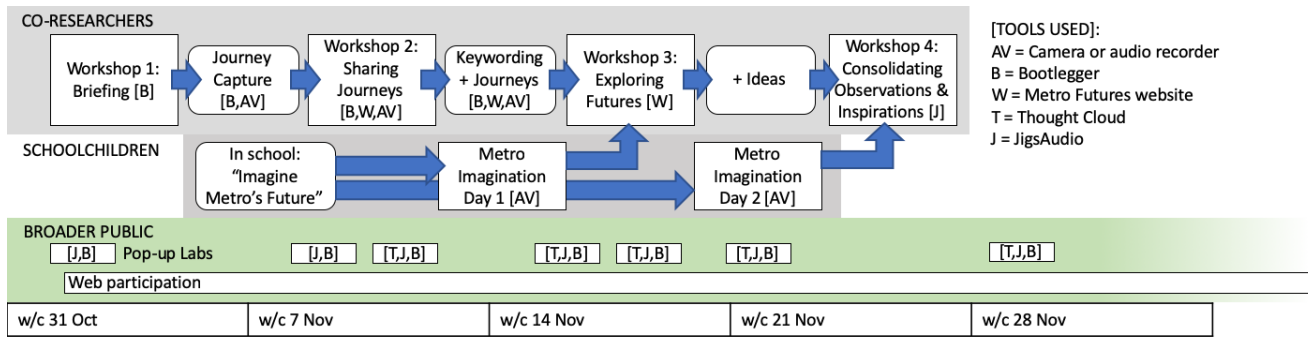 CO-RESEARCHERS
Workshop 1:
Briefing [B]
Journey
Capture
[B,AV]
Workshop 2:
Sharing
Journeys
[B,W,AV]
Keywording
+ Journeys
[B,W,AV]
Workshop 3:
Exploring
Futures [W]
+ Ideas
Workshop 4:
Consolidating
Observations &
Inspirations [J]
[TOOLS USED]:
AV = Camera or audio recorder
B = Bootlegger
W = Metro Futures website
T = Thought Cloud
J = JigsAudio
SCHOOLCHILDREN
In school:
“Imagine
Metro’s Future”
Metro
Imagination
Day 1 [AV]
Metro
Imagination
Day 2 [AV]
BROADER PUBLIC
[J,B] Pop-up Labs [J,B] [T,J,B] [T,J,B] [T,J,B] [T,J,B] [T,J,B]
Web participation
w/c 31 Oct w/c 7 Nov w/c 14 Nov w/c 21 Nov w/c 28 Nov